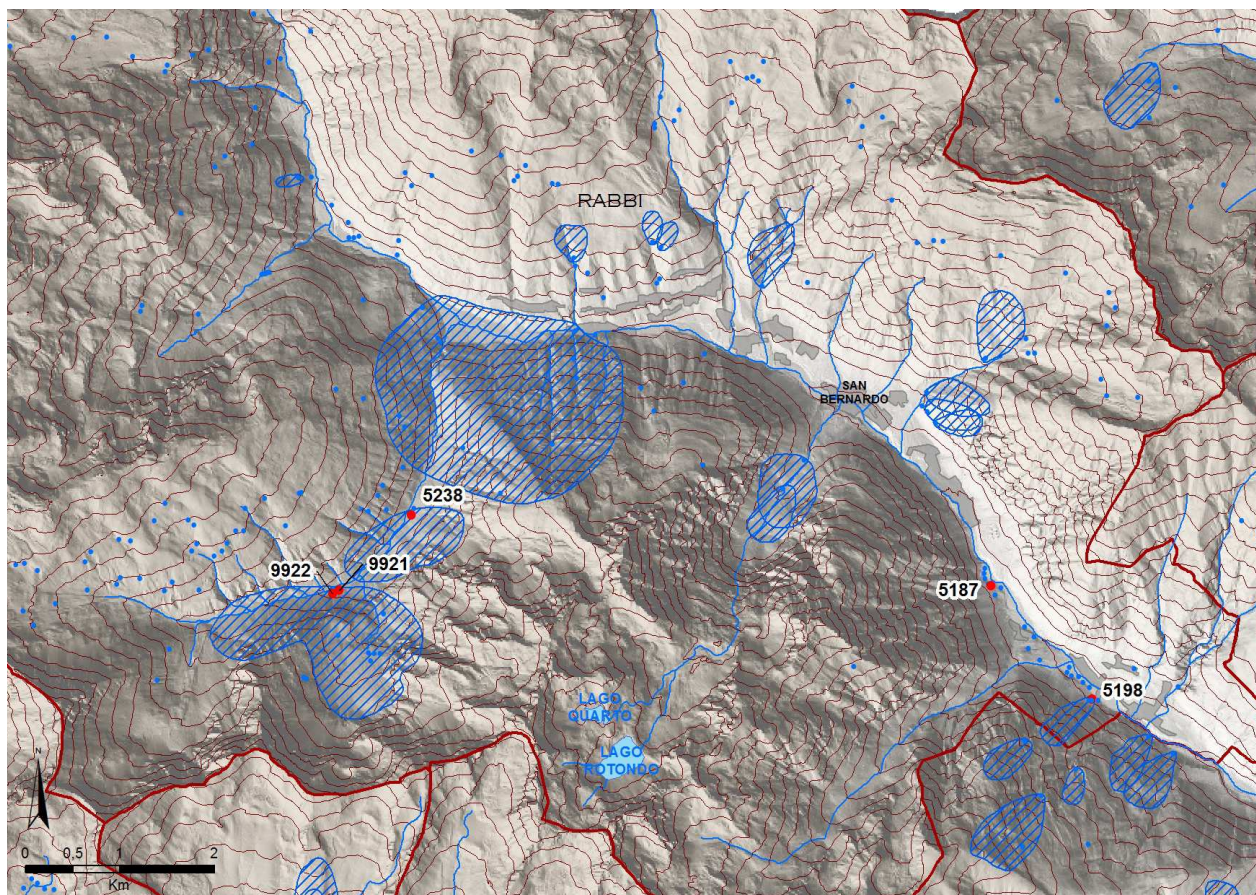 RABBI
SAN
BERNARDO
5238
9922
9921
5187
5198
LAGO
QUARTO
LAGO
ROTONDO
N
0 0,5 1 2
Km